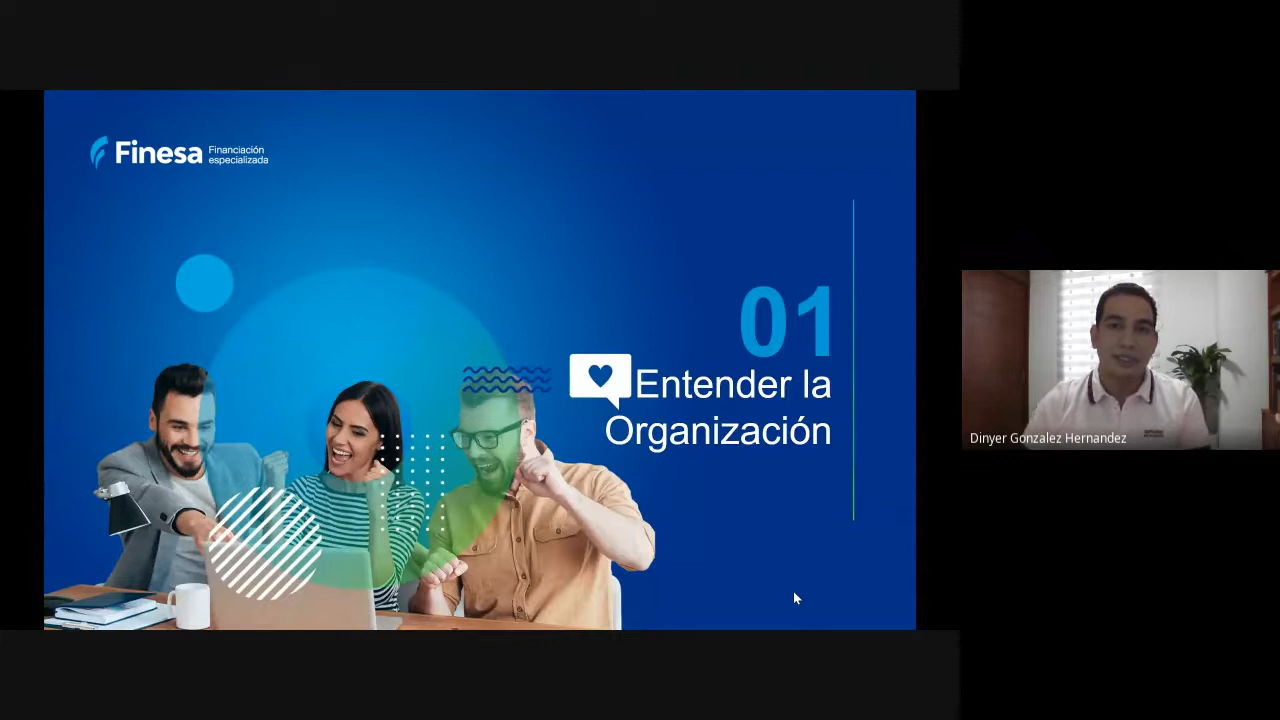 Finesa
Financiación
especializada
01
Entender la
Organización
Dinyer Gonzalez Hernandez